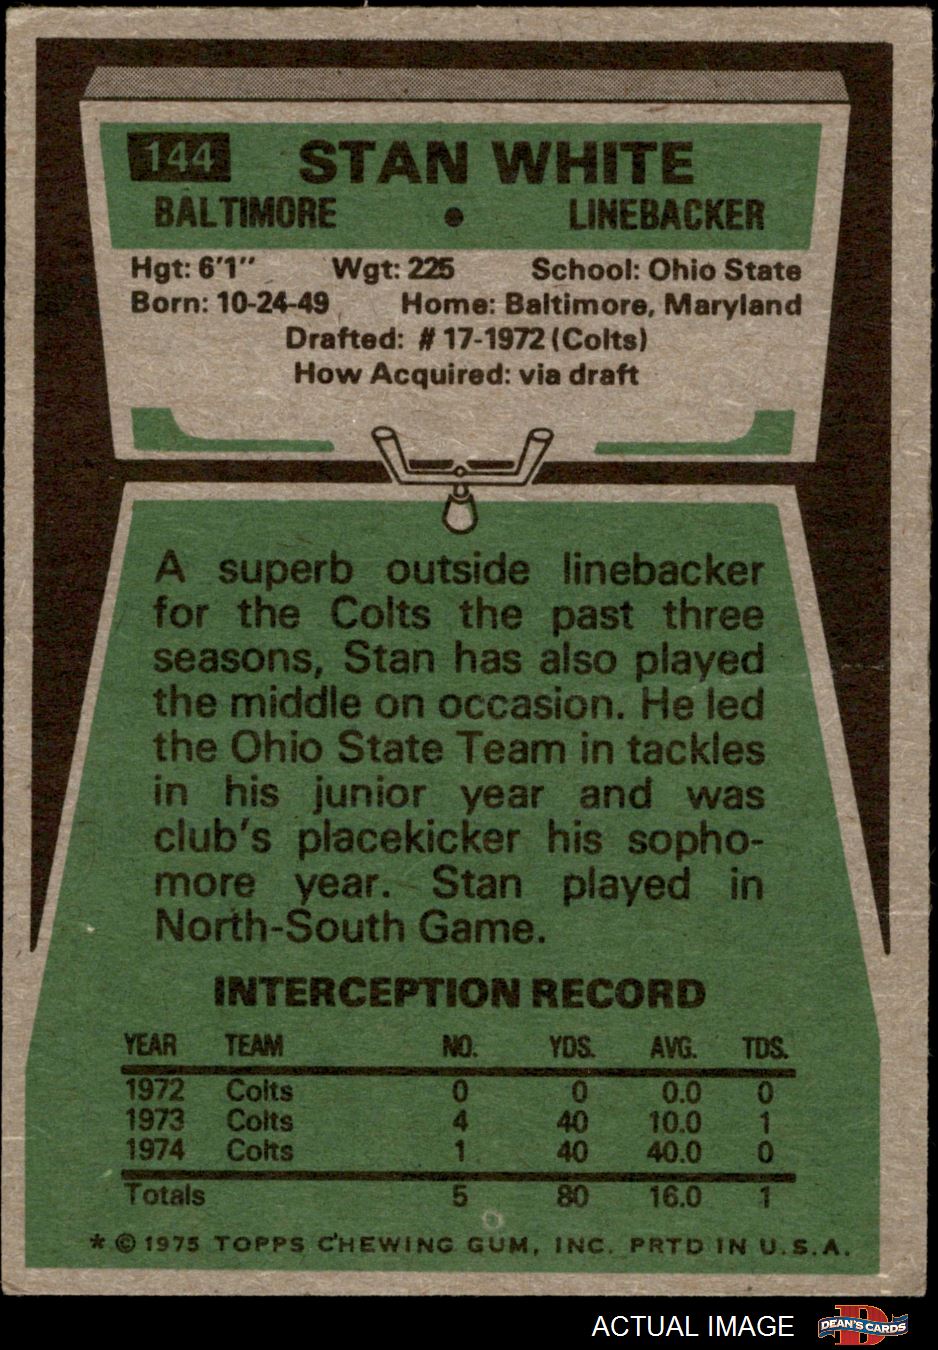 144 STAN WHITE
BALTIMORE • LINEBACKER
Hgt: 6'1" Wgt: 225 School: Ohio State
Born: 10-24-49 Home: Baltimore, Maryland
Drafted: # 17-1972 (Colts)
How Acquired: via draft
A superb outside linebacker
for the Colts the past three
seasons, Stan has also played
the middle on occasion. He led
the Ohio State Team in tackles
in his junior year and was
club's placekicker his sopho-
more year. Stan played in
North-South Game.
INTERCEPTION RECORD
YEAR TEAM NO. YDS. AVG. TDS.
1972 Colts 0 0 0.0 0
1973 Colts 4 40 10.0 1
1974 Colts 1 40 40.0 0
Totals 5 80 16.0 1
* © 1975 TOPPS CHEWING GUM, INC. PRTD IN U.S.A.
ACTUAL IMAGE DEAN'S CARDS